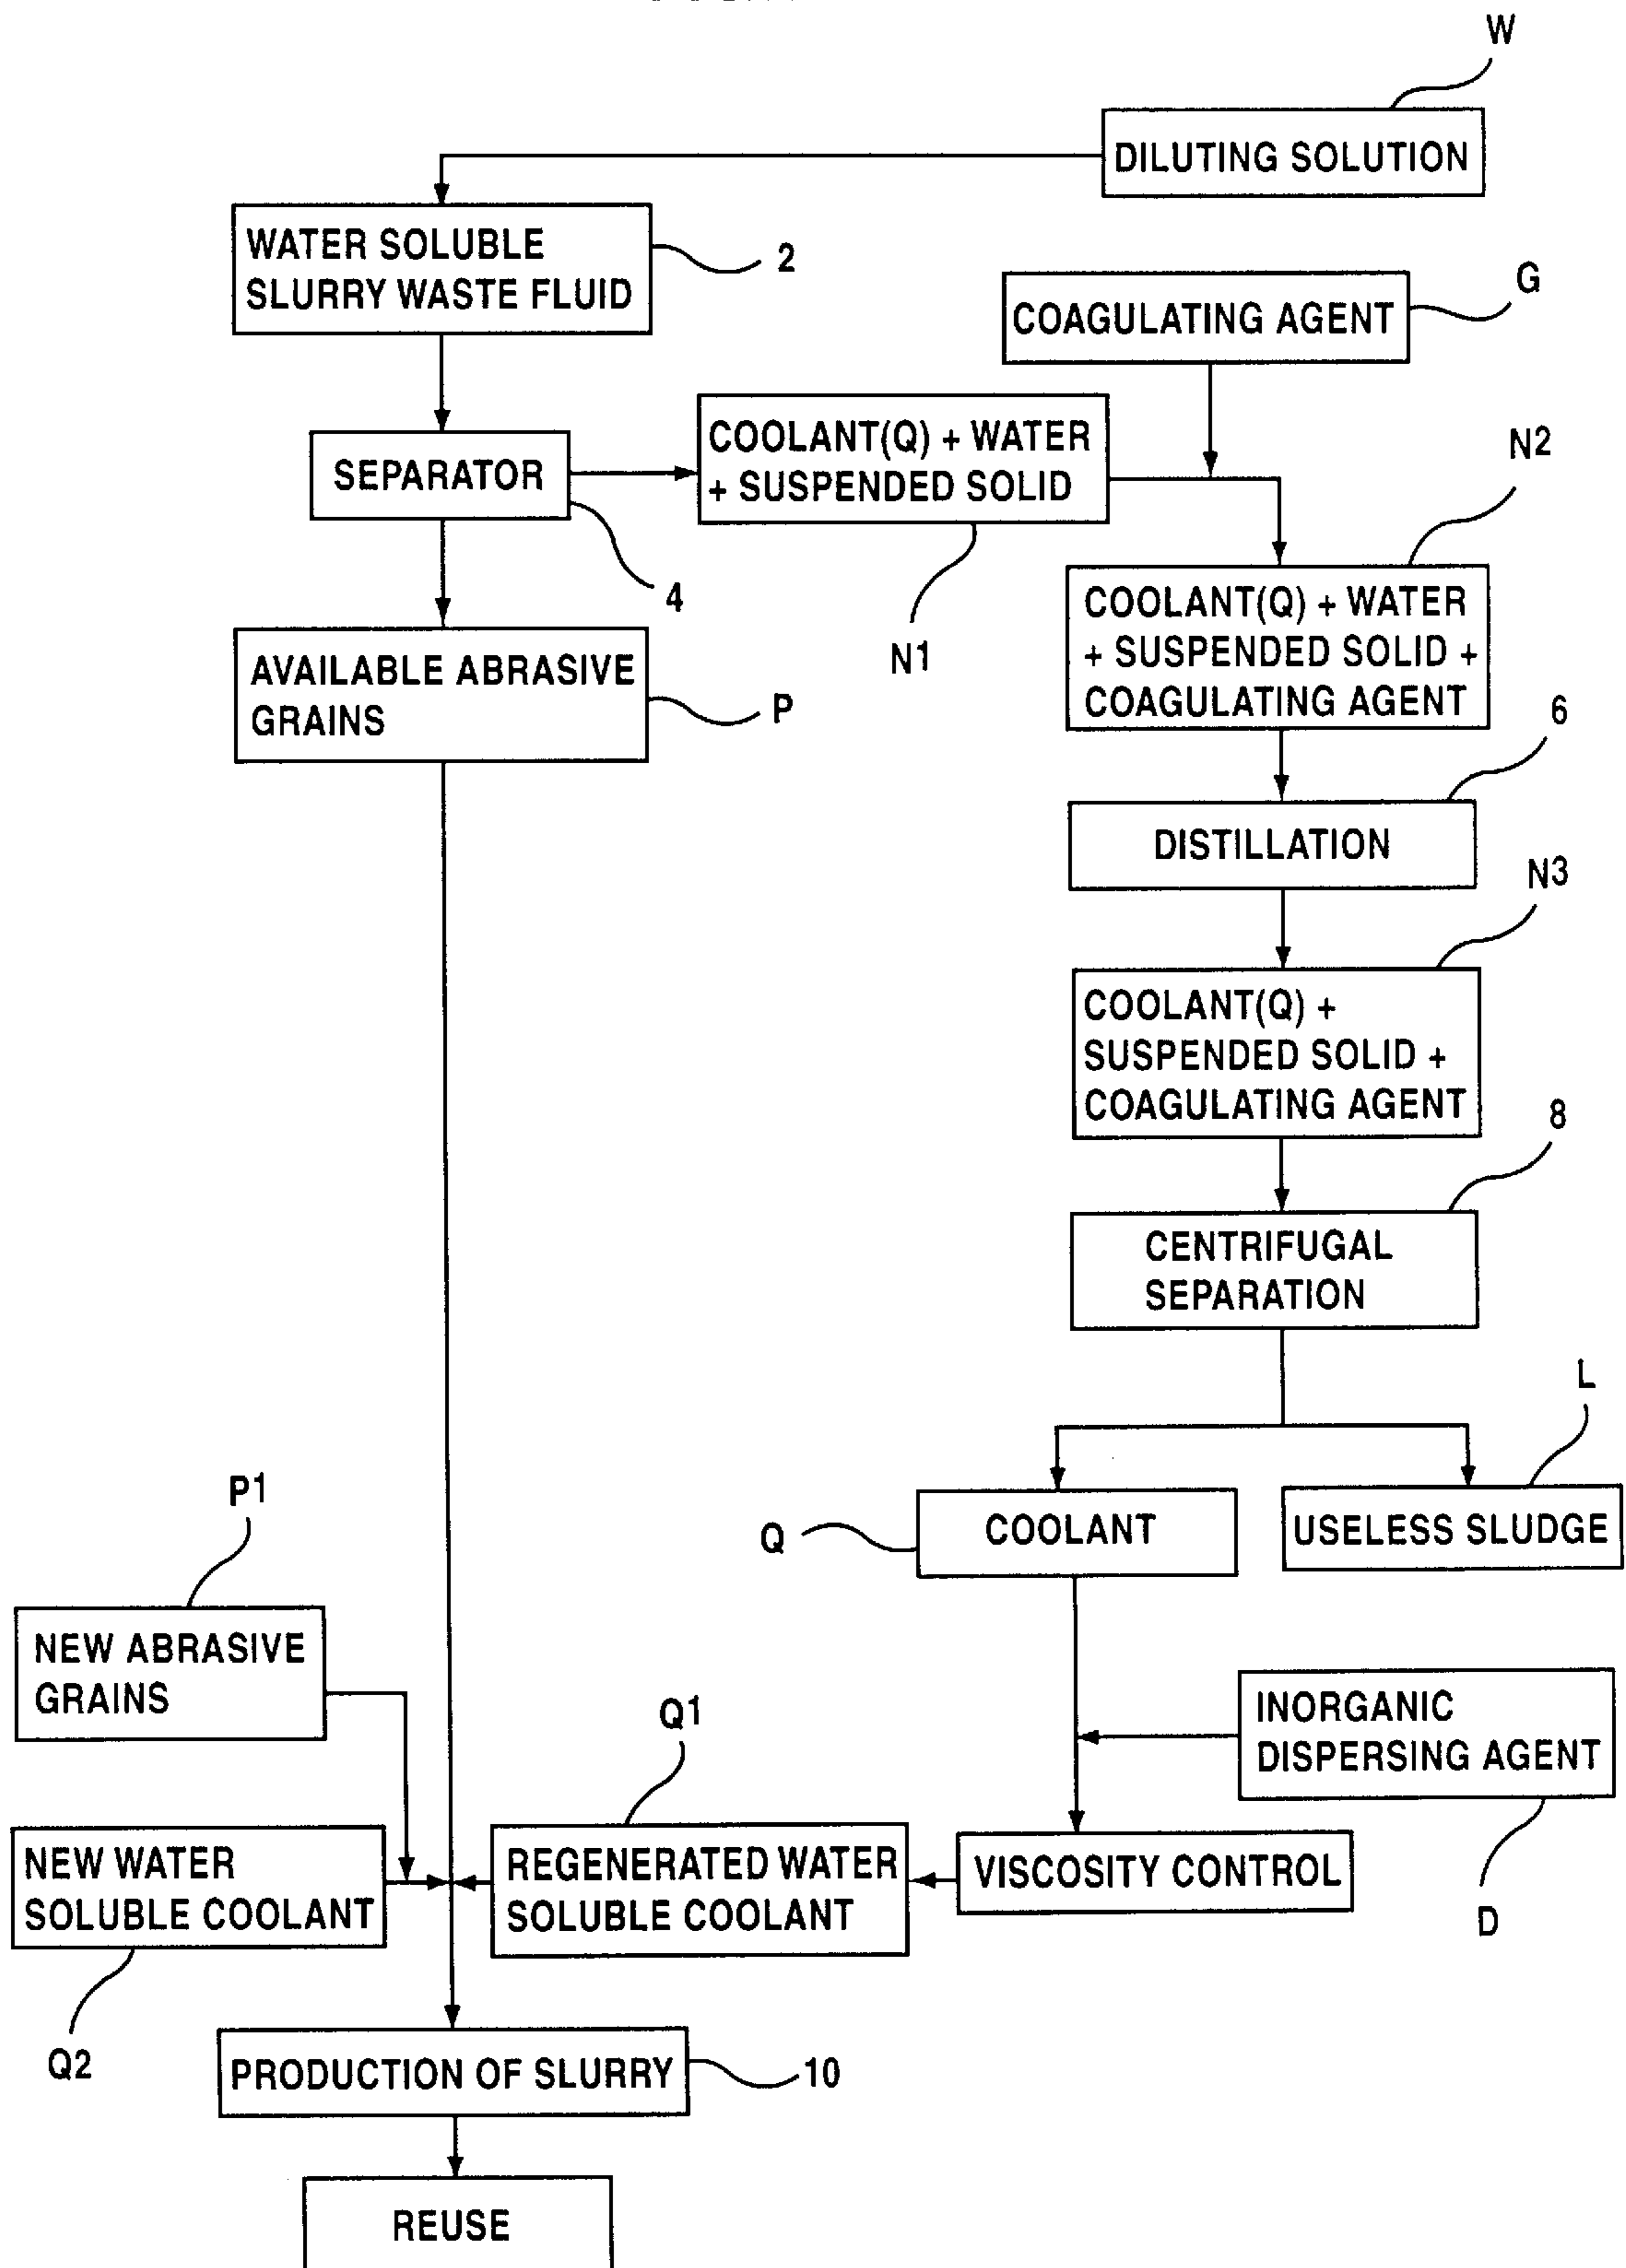 W
DILUTING SOLUTION
WATER SOLUBLE
SLURRY WASTE FLUID
2
G
COAGULATING AGENT
COOLANT(Q) + WATER
+ SUSPENDED SOLID
N1
SEPARATOR
4
N2
COOLANT(Q) + WATER
+ SUSPENDED SOLID +
COAGULATING AGENT
AVAILABLE ABRASIVE
GRAINS
P
6
DISTILLATION
N3
COOLANT(Q) +
SUSPENDED SOLID +
COAGULATING AGENT
8
CENTRIFUGAL
SEPARATION
L
Q
COOLANT
USELESS SLUDGE
P1
NEW ABRASIVE
GRAINS
Q1
INORGANIC
DISPERSING AGENT
D
NEW WATER
SOLUBLE COOLANT
Q2
REGENERATED WATER
SOLUBLE COOLANT
VISCOSITY CONTROL
PRODUCTION OF SLURRY
10
REUSE